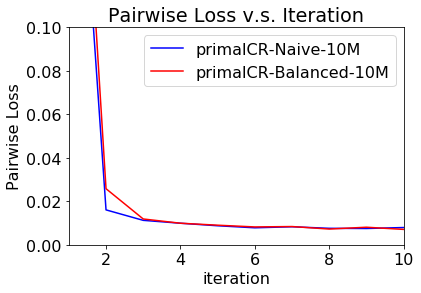 Pairwise Loss v.s. Iteration
0.10
0.08
0.06
0.04
0.02
0.00
Pairwise Loss
primalCR-Naive-10M
primalCR-Balanced-10M
2 4 6 8 10
iteration